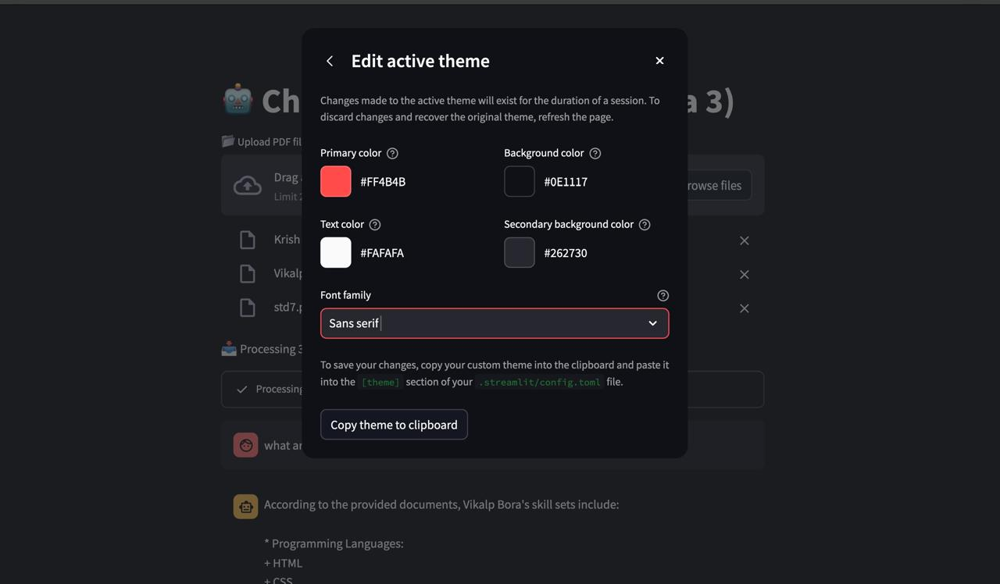 Edit active theme
Changes made to the active theme will exist for the duration of a session. To
discard changes and recover the original theme, refresh the page.
Primary color
Background color
#FF4B4B
#0E1117
Text color
Secondary background color
#FAFAFA
#262730
Font family
Sans serif
To save your changes, copy your custom theme into the clipboard and paste it
into the [theme] section of your .streamlit/config.toml file.
Copy theme to clipboard
Ch a 3)
Upload PDF fil
Drag
Limit 2
rowse files
Krish
Vikalp
std7.p
Processing 3
Processing
what ar
According to the provided documents, Vikalp Bora's skill sets include:
* Programming Languages:
+ HTML
+ CSS